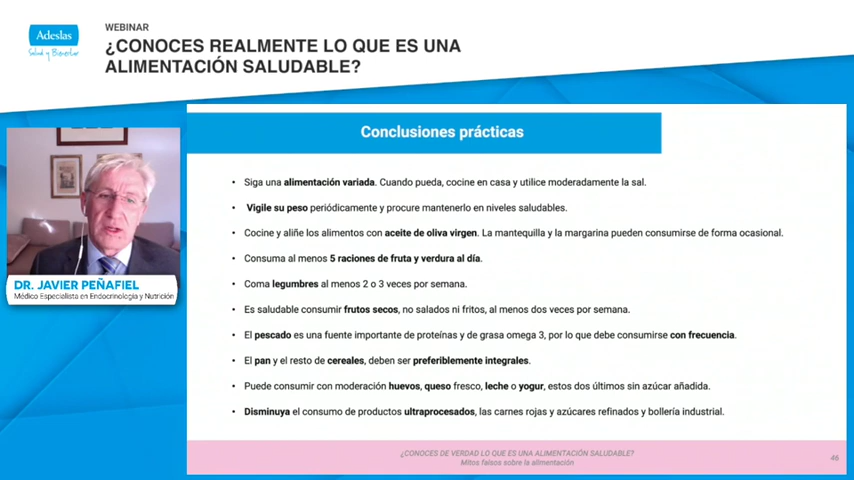 Adeslas
Salud y Bienestar
WEBINAR
¿CONOCES REALMENTE LO QUE ES UNA
ALIMENTACIÓN SALUDABLE?
Conclusiones prácticas
• Siga una alimentación variada. Cuando pueda, cocine en casa y utilice moderadamente la sal.
• Vigile su peso periódicamente y procure mantenerlo en niveles saludables.
• Cocine y aliñe los alimentos con aceite de oliva virgen. La mantequilla y la margarina pueden consumirse de forma ocasional.
• Consuma al menos 5 raciones de fruta y verdura al día.
• Coma legumbres al menos 2 o 3 veces por semana.
• Es saludable consumir frutos secos, no salados ni fritos, al menos dos veces por semana.
• El pescado es una fuente importante de proteínas y de grasa omega 3, por lo que debe consumirse con frecuencia.
• El pan y el resto de cereales, deben ser preferiblemente integrales.
• Puede consumir con moderación huevos, queso fresco, leche o yogur, estos dos últimos sin azúcar añadida.
• Disminuya el consumo de productos ultraprocesados, las carnes rojas y azúcares refinados y bollería industrial.
DR. JAVIER PEÑAFIEL
Médico Especialista en Endocrinología y Nutrición
¿CONOCES DE VERDAD LO QUE ES UNA ALIMENTACIÓN SALUDABLE?
Mitos falsos sobre la alimentación
46